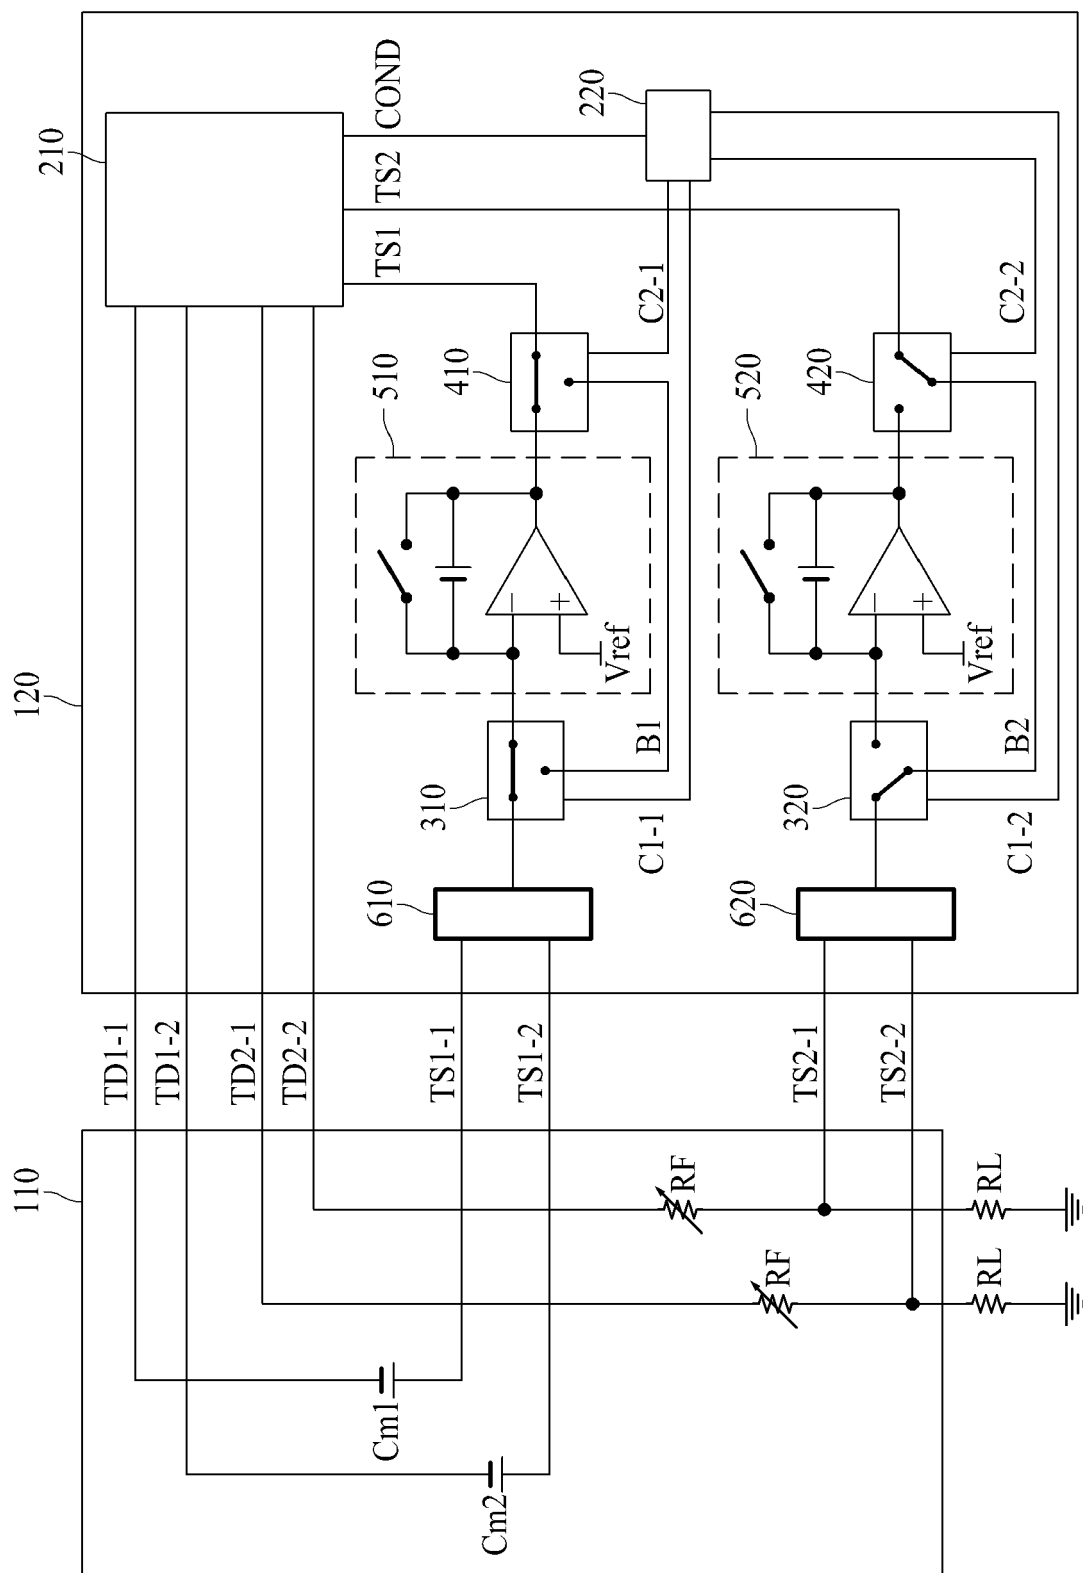 110
120
210
TD1-1
TD1-2
TD2-1
TD2-2
TS1
TS2
COND
220
Cm1
Cm2
TS1-1
TS1-2
610
310
C1-1
B1
510
Vref
410
C2-1
RF
RF
RL
RL
TS2-1
TS2-2
620
320
C1-2
B2
520
Vref
420
C2-2